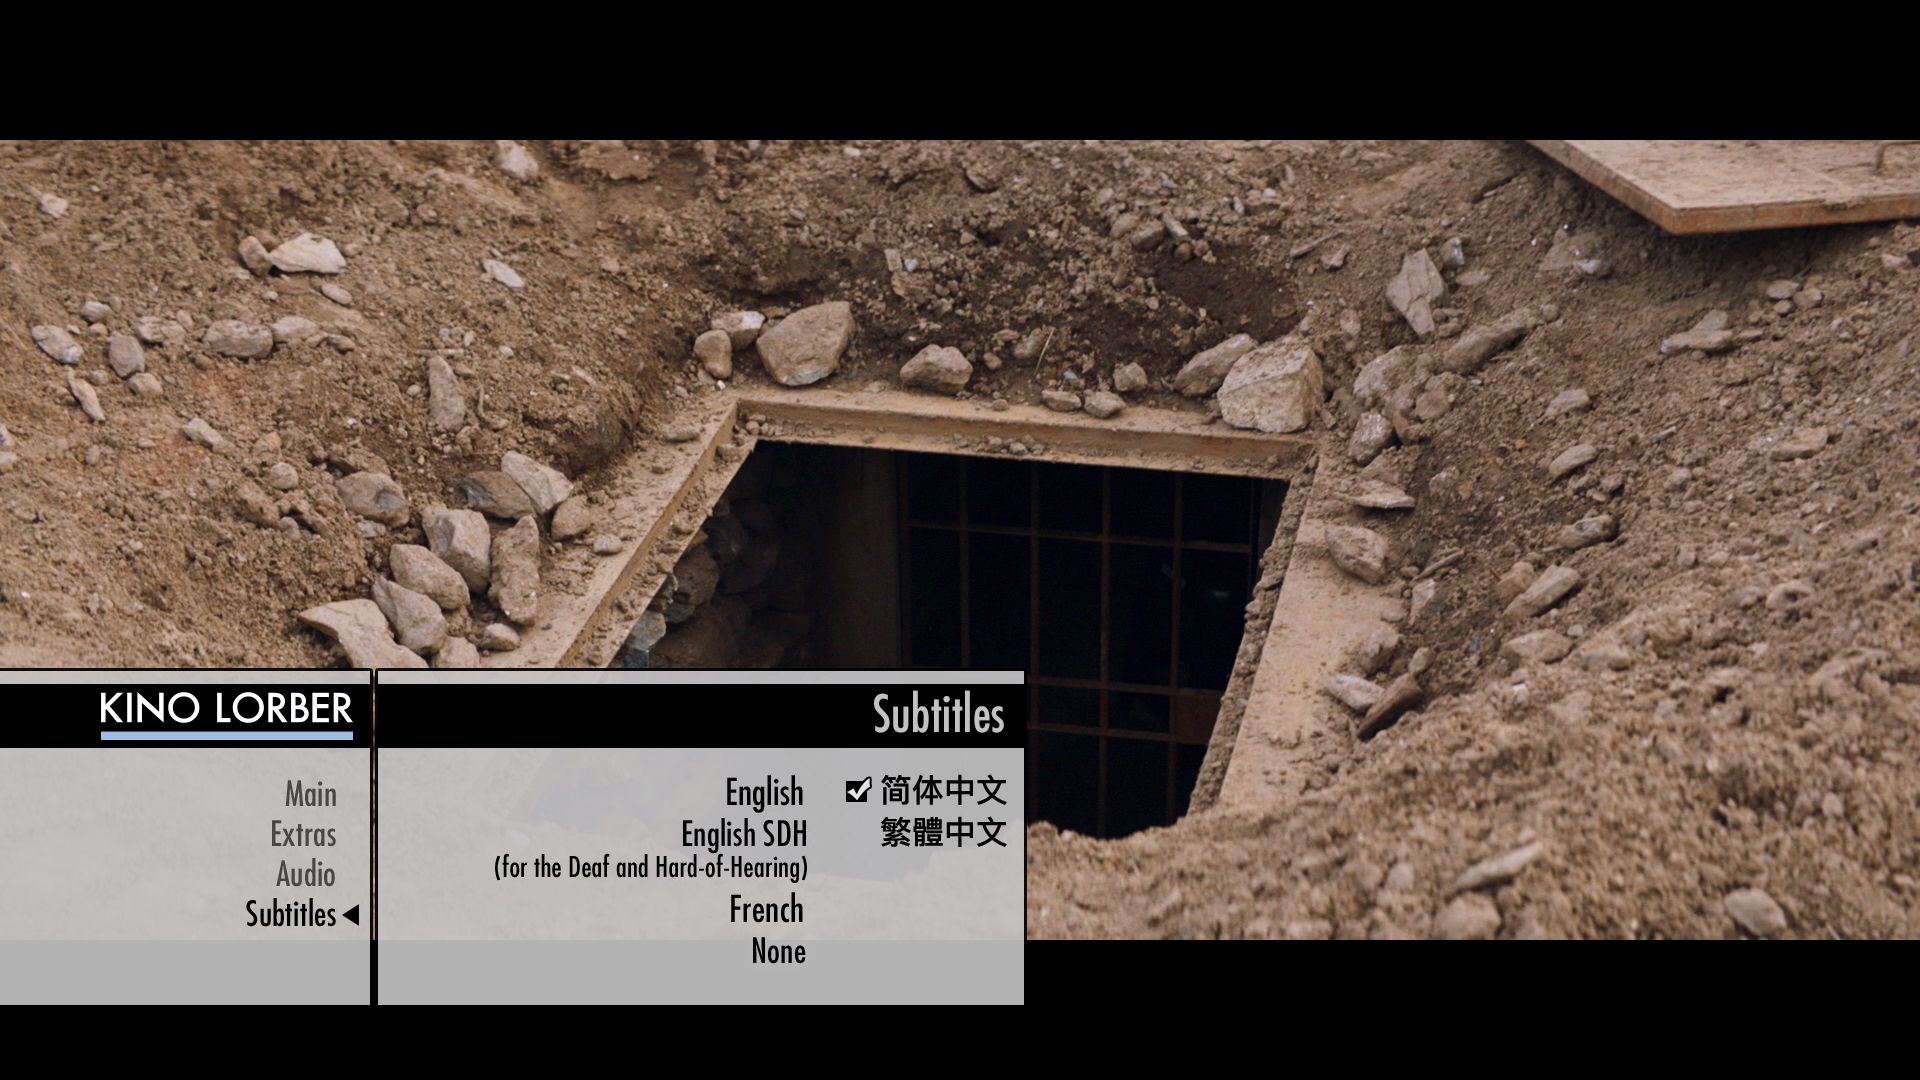 KINO LORBER
Main
Extras
Audio
Subtitles
Subtitles
English
English SDH
(for the Deaf and Hard-of-Hearing)
French
None
简体中文
繁體中文